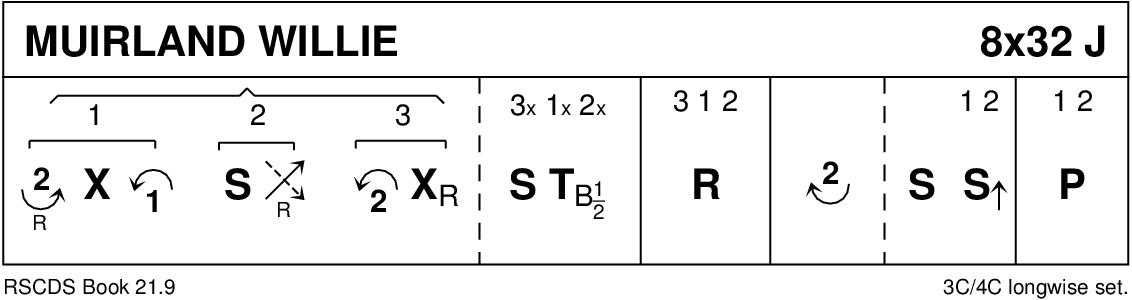 MUIRLAND WILLIE 8x32 J
1 2 3 3x 1x 2x 3 1 2 1 2 1 2
2 X 1 S 2 XR S TB½ R 2 S S P
R R
RSCDS Book 21.9 3C/4C longwise set.